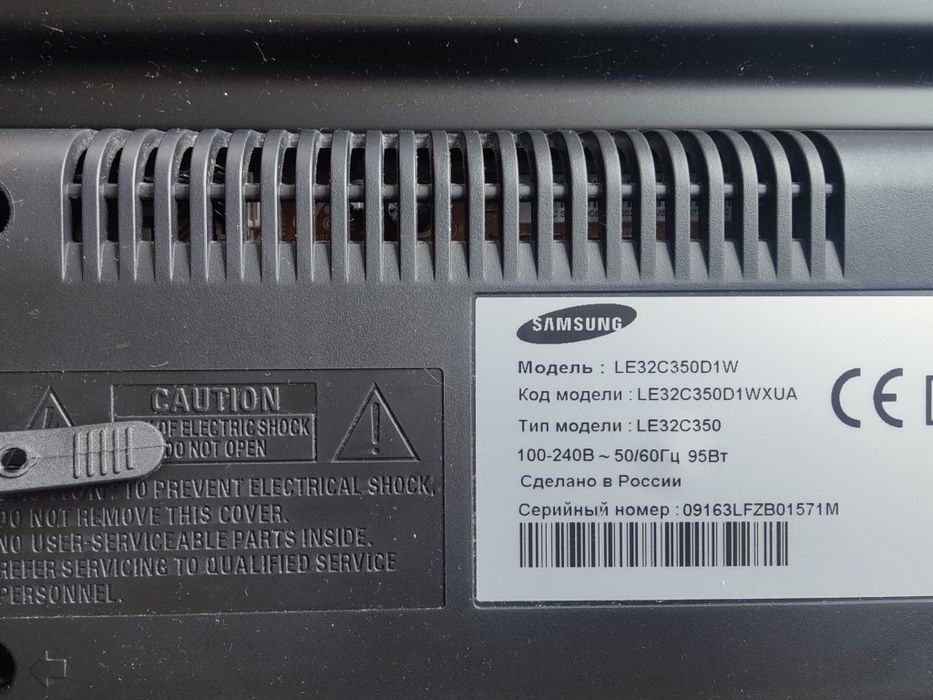 CAUTION
OF ELECTRIC SHOCK
DO NOT OPEN
TO PREVENT ELECTRICAL SHOCK,
DO NOT REMOVE THIS COVER.
NO USER-SERVICEABLE PARTS INSIDE.
REFER SERVICING TO QUALIFIED SERVICE
PERSONNEL.
SAMSUNG
Модель : LE32C350D1W
Код модели : LE32C350D1WXUA
Тип модели : LE32C350
100-240В ~ 50/60Гц 95Вт
Сделано в России
Серийный номер : 09163LFZB01571M
CE